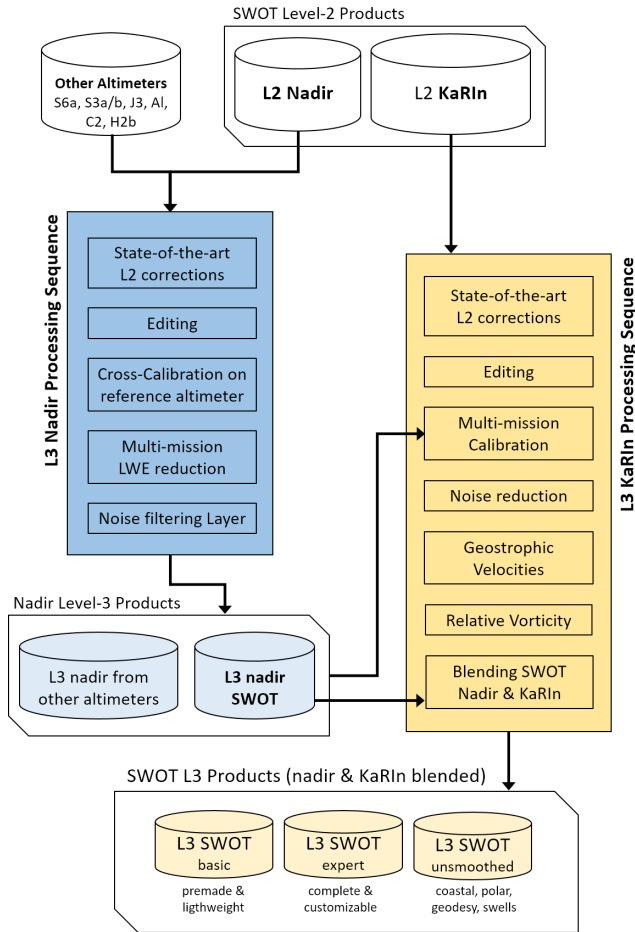 SWOT Level-2 Products
Other Altimeters
S6a, S3a/b, J3, Al,
C2, H2b
L2 Nadir
L2 KaRIn
L3 Nadir Processing Sequence
State-of-the-art
L2 corrections
Editing
Cross-Calibration on
reference altimeter
Multi-mission
LWE reduction
Noise filtering Layer
L3 KaRIn Processing Sequence
State-of-the-art
L2 corrections
Editing
Multi-mission
Calibration
Noise reduction
Geostrophic
Velocities
Relative Vorticity
Blending SWOT
Nadir & KaRIn
Nadir Level-3 Products
L3 nadir from
other altimeters
L3 nadir
SWOT
SWOT L3 Products (nadir & KaRIn blended)
L3 SWOT
basic
premade &
ligthweight
L3 SWOT
expert
complete &
customizable
L3 SWOT
unsmoothed
coastal, polar,
geodesy, swells